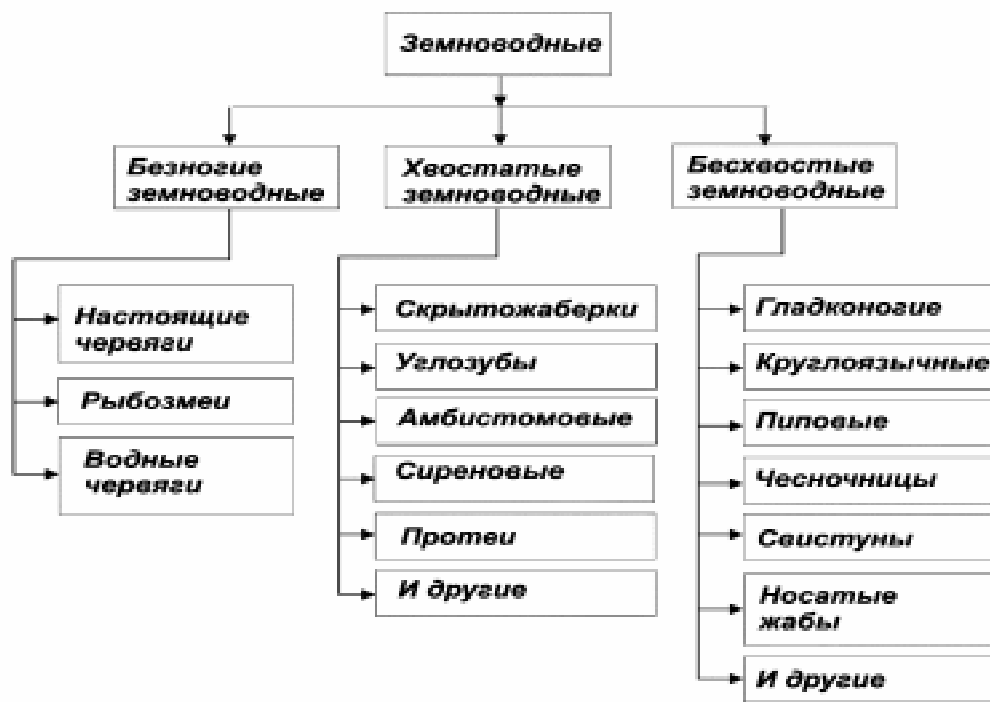 Земноводные
Безногие
земноводные
Хвостатые
земноводные
Бесхвостые
земноводные
Настоящие
червяги
Рыбозмеи
Водные
червяги
Скрытожаберки
Углозубы
Амбистомовые
Сиреновые
Протеи
И другие
Гладконогие
Круглоязычные
Пиповые
Чесночницы
Свистуны
Носатые
жабы
И другие